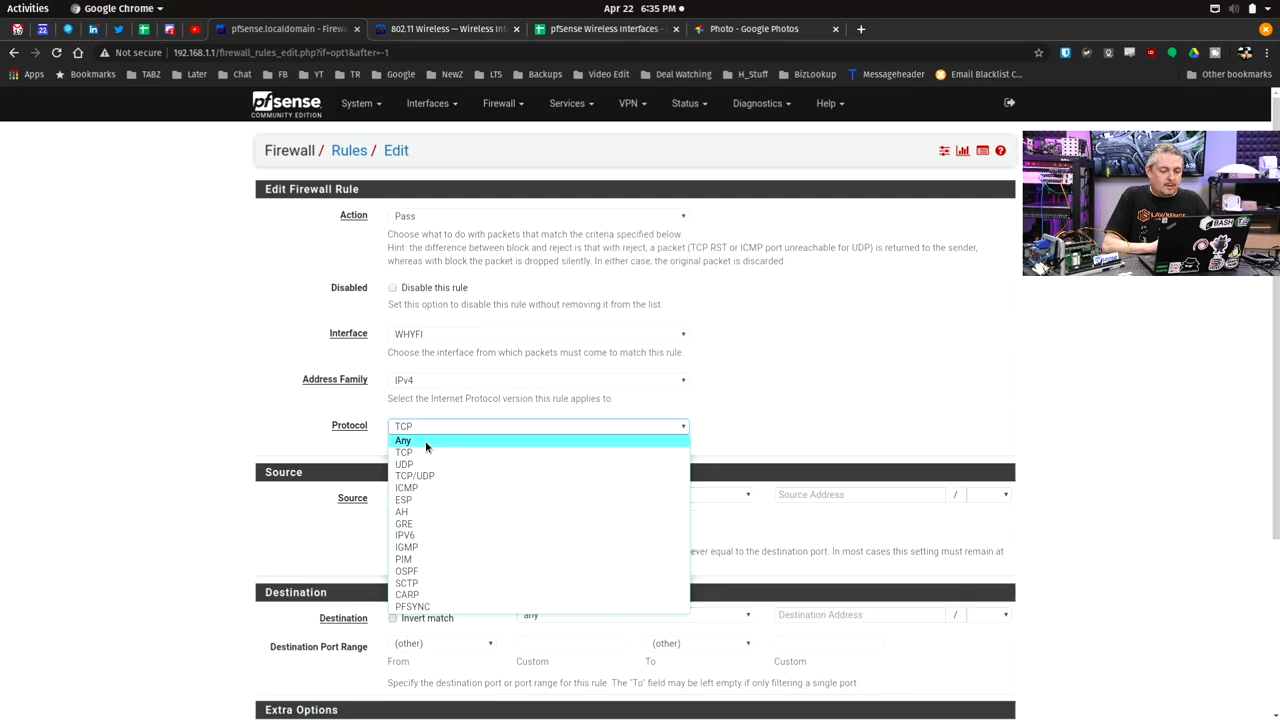 Activities Google Chrome Apr 22 6:35 PM
pfSense.localdomain - Firew 802.11 Wireless — Wireless Int pfSense Wireless Interfaces - Photo - Google Photos
Not secure 192.168.1.1/firewall_rules_edit.php?if=opt1&after=-1
Apps Bookmarks TABZ Later Chat FB YT TR Google NewZ LTS Backups Video Edit Deal Watching H_Stuff BizLookup Messageheader Email Blacklist C... Other bookmarks
pfsense System Interfaces Firewall Services VPN Status Diagnostics Help
COMMUNITY EDITION
Firewall / Rules / Edit
Edit Firewall Rule
Action Pass
Choose what to do with packets that match the criteria specified below.
Hint: the difference between block and reject is that with reject, a packet (TCP RST or ICMP port unreachable for UDP) is returned to the sender,
whereas with block the packet is dropped silently. In either case, the original packet is discarded.
Disabled Disable this rule
Set this option to disable this rule without removing it from the list.
Interface WHYFI
Choose the interface from which packets must come to match this rule.
Address Family IPv4
Select the Internet Protocol version this rule applies to.
Protocol TCP
Any
TCP
UDP
TCP/UDP
ICMP
ESP
AH
GRE
IPV6
IGMP
PIM
OSPF
SCTP
CARP
PFSYNC
Source
Source Source Address /
ever equal to the destination port. In most cases this setting must remain at
Destination
Destination Invert match any Destination Address /
Destination Port Range (other) (other)
From Custom To Custom
Specify the destination port or port range for this rule. The "To" field may be left empty if only filtering a single port.
Extra Options
LAWRENCE
BASH